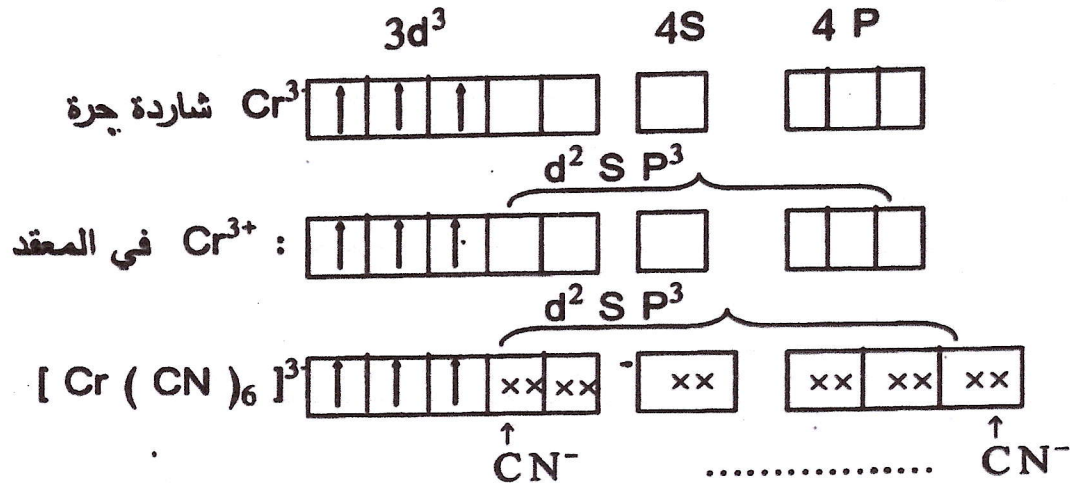 3d³ 4S 4 P
شاردة حرة Cr³⁺
d² S P³
في المعقد Cr³⁺ :
d² S P³
[ Cr ( CN )₆ ]³⁻ ×× ×× ×× ×× ×× ××
CN⁻ ................. CN⁻